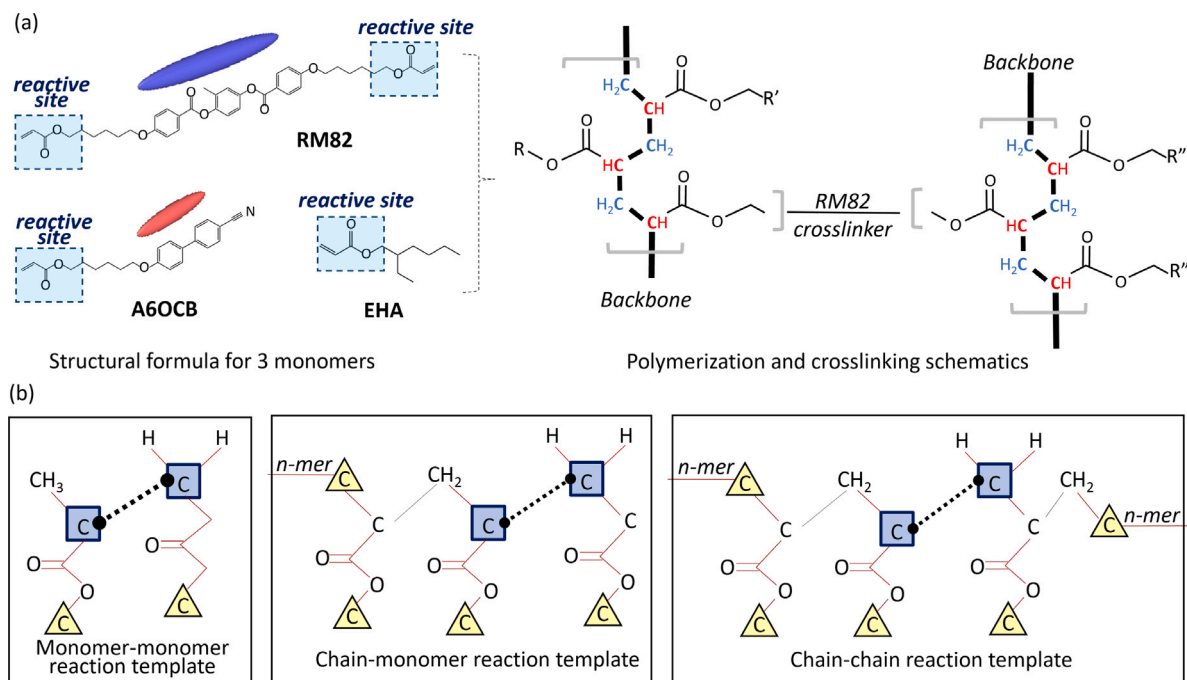 (a)
reactive site
reactive
site
O
O
O
O
O
O
O
O
O
RM82
reactive
site
reactive site
N
O
O
O
A6OCB
O
O
EHA
Structural formula for 3 monomers
H2C
O
CH
O
R'
O
R
O
HC
CH2
O
H2C
CH
O
Backbone
RM82
crosslinker
Backbone
H2C
O
CH
O
R"
O
O
HC
CH2
O
H2C
CH
O
R"
Polymerization and crosslinking schematics
(b)
H H
CH3
C
C
O
O
O
C
C
Monomer-monomer
reaction template
H H
n-mer
C
CH2
C
C
C
C
O
O
O
O
O
O
C
C
C
Chain-monomer reaction template
H H
n-mer
C
CH2
C
CH2
C
n-mer
C
C
C
O
O
O
O
O
O
C
C
C
Chain-chain reaction template